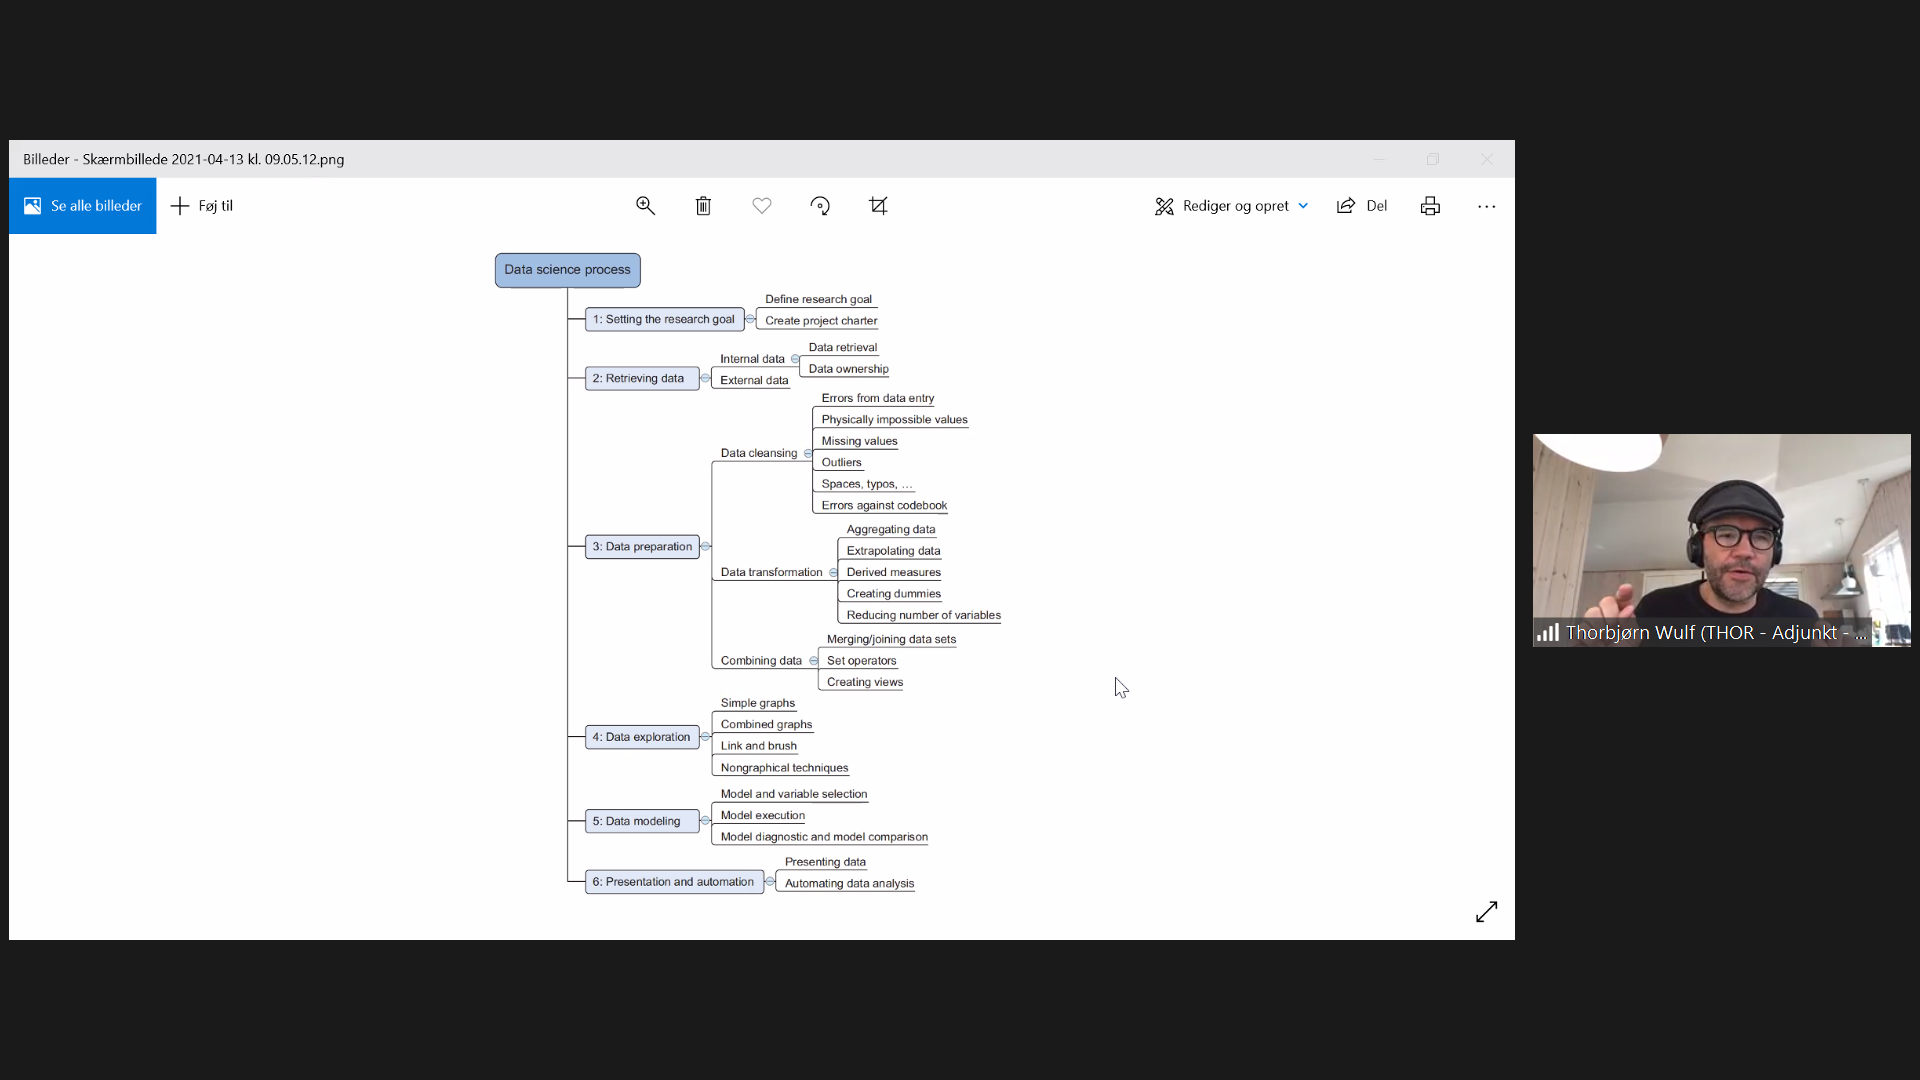 Billeder - Skærmbillede 2021-04-13 kl. 09.05.12.png
Se alle billeder
Føj til
Rediger og opret
Del
Data science process
1: Setting the research goal
Define research goal
Create project charter
2: Retrieving data
Internal data
Data retrieval
Data ownership
External data
3: Data preparation
Data cleansing
Errors from data entry
Physically impossible values
Missing values
Outliers
Spaces, typos, …
Errors against codebook
Data transformation
Aggregating data
Extrapolating data
Derived measures
Creating dummies
Reducing number of variables
Combining data
Merging/joining data sets
Set operators
Creating views
4: Data exploration
Simple graphs
Combined graphs
Link and brush
Nongraphical techniques
5: Data modeling
Model and variable selection
Model execution
Model diagnostic and model comparison
6: Presentation and automation
Presenting data
Automating data analysis
Thorbjørn Wulf (THOR - Adjunkt - ...